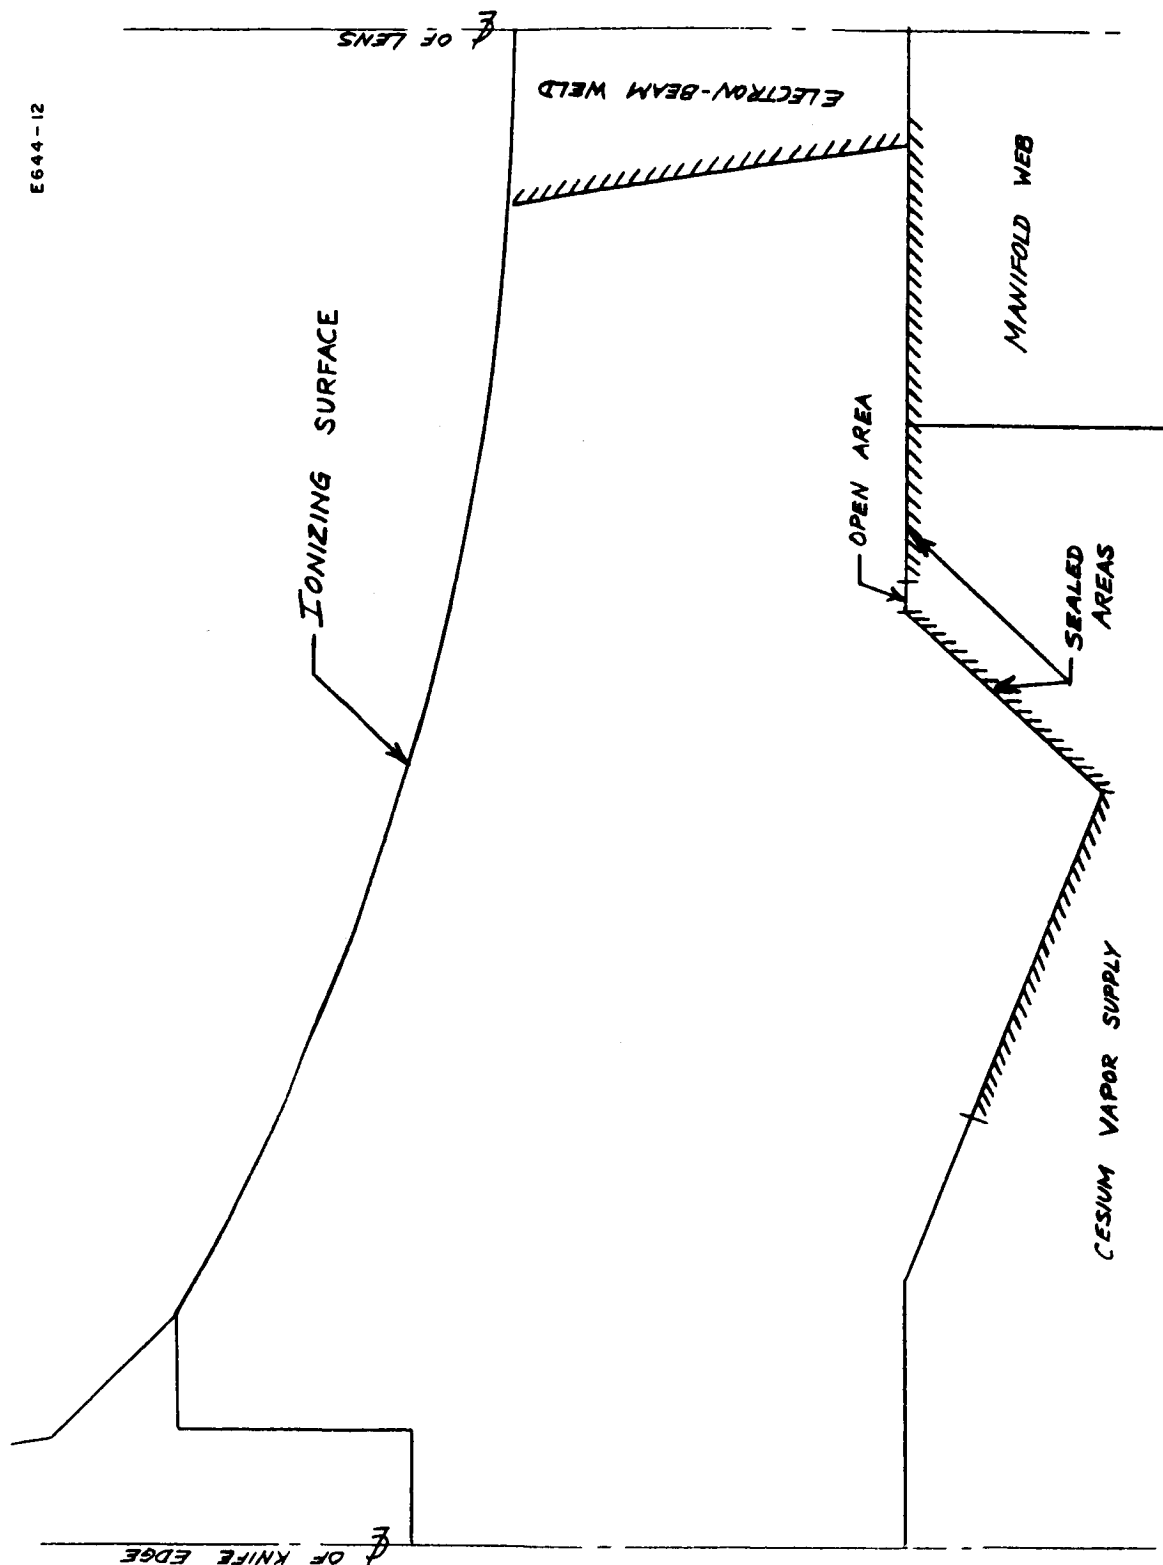 E644-12
℄ OF LENS
ELECTRON-BEAM WELD
MANIFOLD WEB
IONIZING SURFACE
OPEN AREA
SEALED
AREAS
CESIUM VAPOR SUPPLY
℄ OF KNIFE EDGE